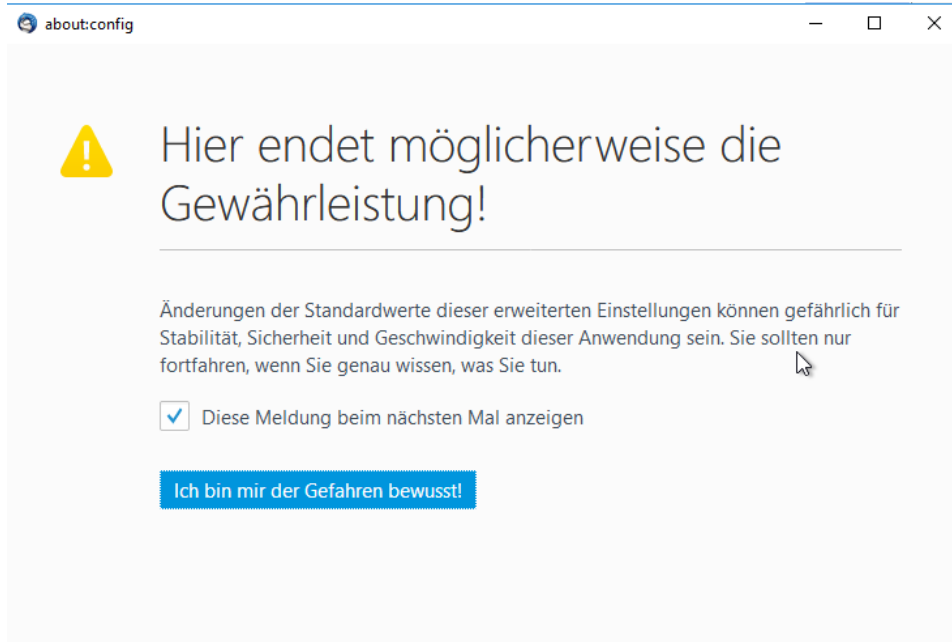 about:config
Hier endet möglicherweise die
Gewährleistung!
Änderungen der Standardwerte dieser erweiterten Einstellungen können gefährlich für
Stabilität, Sicherheit und Geschwindigkeit dieser Anwendung sein. Sie sollten nur
fortfahren, wenn Sie genau wissen, was Sie tun.
Diese Meldung beim nächsten Mal anzeigen
Ich bin mir der Gefahren bewusst!